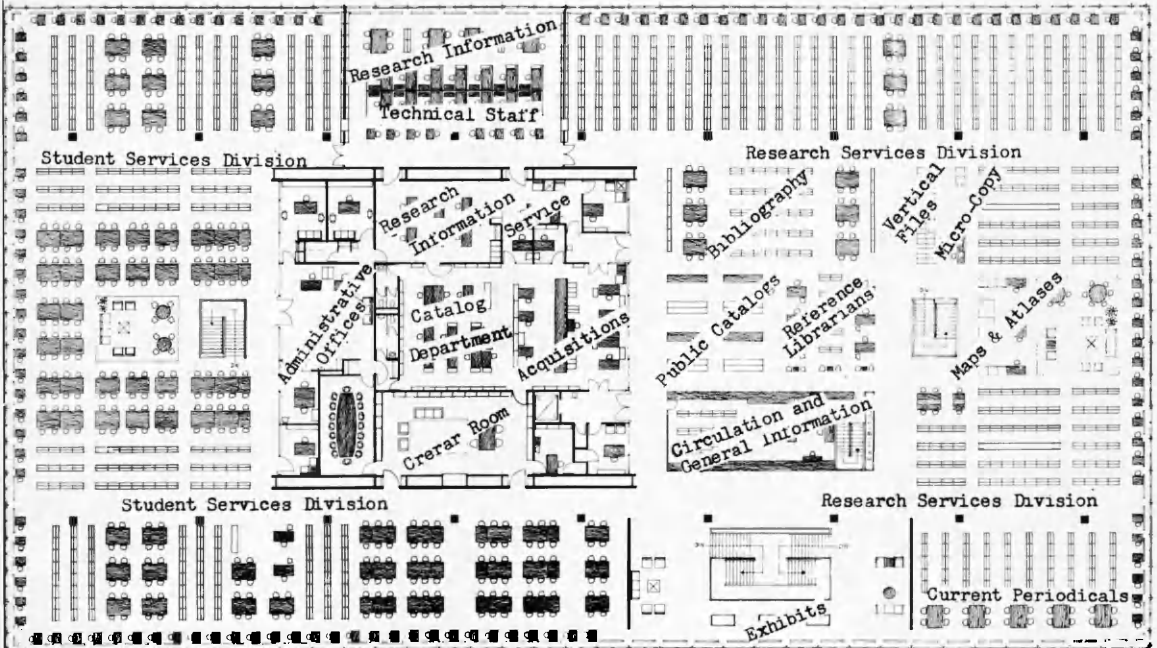 Research Information
Technical Staff
Student Services Division
Research Services Division
Research
Information
Service
Bibliography
Vertical
Files
Micro-Copy
Administrative
Offices
Catalog
Department
Acquisitions
Public Catalogs
Reference
Librarians
Maps & Atlases
Crerar Room
Circulation and
General Information
Student Services Division
Research Services Division
Current Periodicals
Exhibits